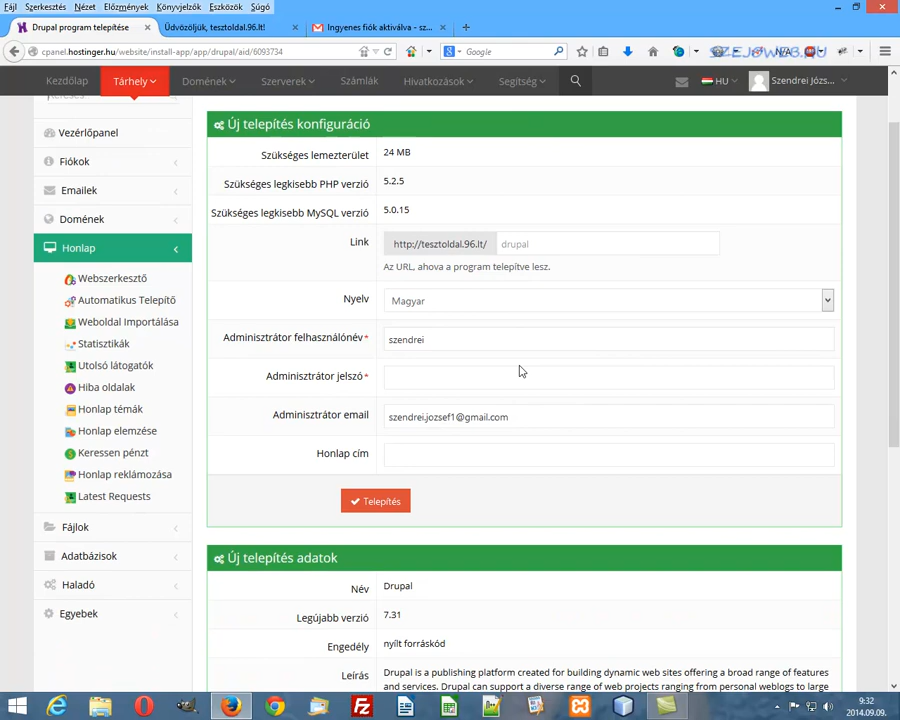 Fájl Szerkesztés Nézet Előzmények Könyvjelzők Eszközök Súgó
Drupal program telepítése
Üdvözöljük, tesztoldal.96.lt!
Ingyenes fiók aktiválva – sz...
cpanel.hostinger.hu/website/install-app/app/drupal/aid/6093734
Google
SZEJOWEB.HU
Kezdőlap Tárhely Domének Szerverek Számlák Hivatkozások Segítség HU Szendrei Józs...
Keresés...
Vezérlőpanel
Fiókok
Emailek
Domének
Honlap
Webszerkesztő
Automatikus Telepítő
Weboldal Importálása
Statisztikák
Utolsó látogatók
Hiba oldalak
Honlap témák
Honlap elemzése
Keressen pénzt
Honlap reklámozása
Latest Requests
Fájlok
Adatbázisok
Haladó
Egyebek
Új telepítés konfiguráció
Szükséges lemezterület 24 MB
Szükséges legkisebb PHP verzió 5.2.5
Szükséges legkisebb MySQL verzió 5.0.15
Link http://tesztoldal.96.lt/ drupal
Az URL, ahova a program telepítve lesz.
Nyelv Magyar
Adminisztrátor felhasználónév* szendrei
Adminisztrátor jelszó*
Adminisztrátor email szendrei.jozsef1@gmail.com
Honlap cím
Telepítés
Új telepítés adatok
Név Drupal
Legújabb verzió 7.31
Engedély nyílt forráskód
Leírás Drupal is a publishing platform created for building dynamic web sites offering a broad range of features
and services. Drupal can support a diverse range of web projects ranging from personal weblogs to large
9:32
2014.09.09.